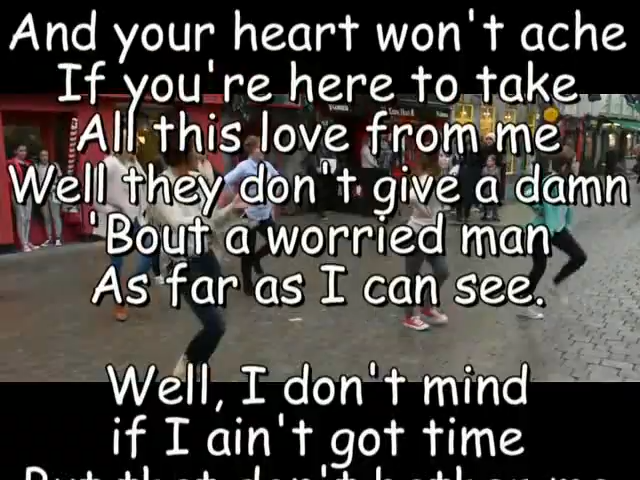 And your heart won't ache
If you're here to take
All this love from me
Well they don"t give a damn
'Bout a worried man
As far as I can see.
Well, I don't mind
if I ain't got time